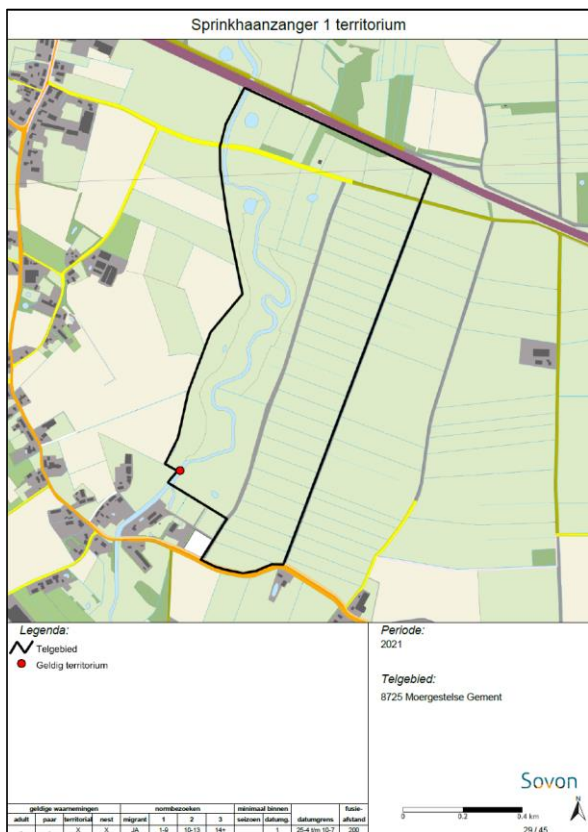 Sprinkhaanzanger 1 territorium
Legenda:
Telgebied
Geldig territorium
Periode:
2021
Telgebied:
8725 Moergestelse Gement
Sovon
0 0.2 0.4 km
N
29 / 45
geldige waarnemingen normbezoeken minimaal binnen fusie-
adult paar territoriaal nest migrant 1 2 3 seizoen datumg. datumgrens afstand
- - X X JA 1-9 10-13 14+ 1 25-4 t/m 10-7 200